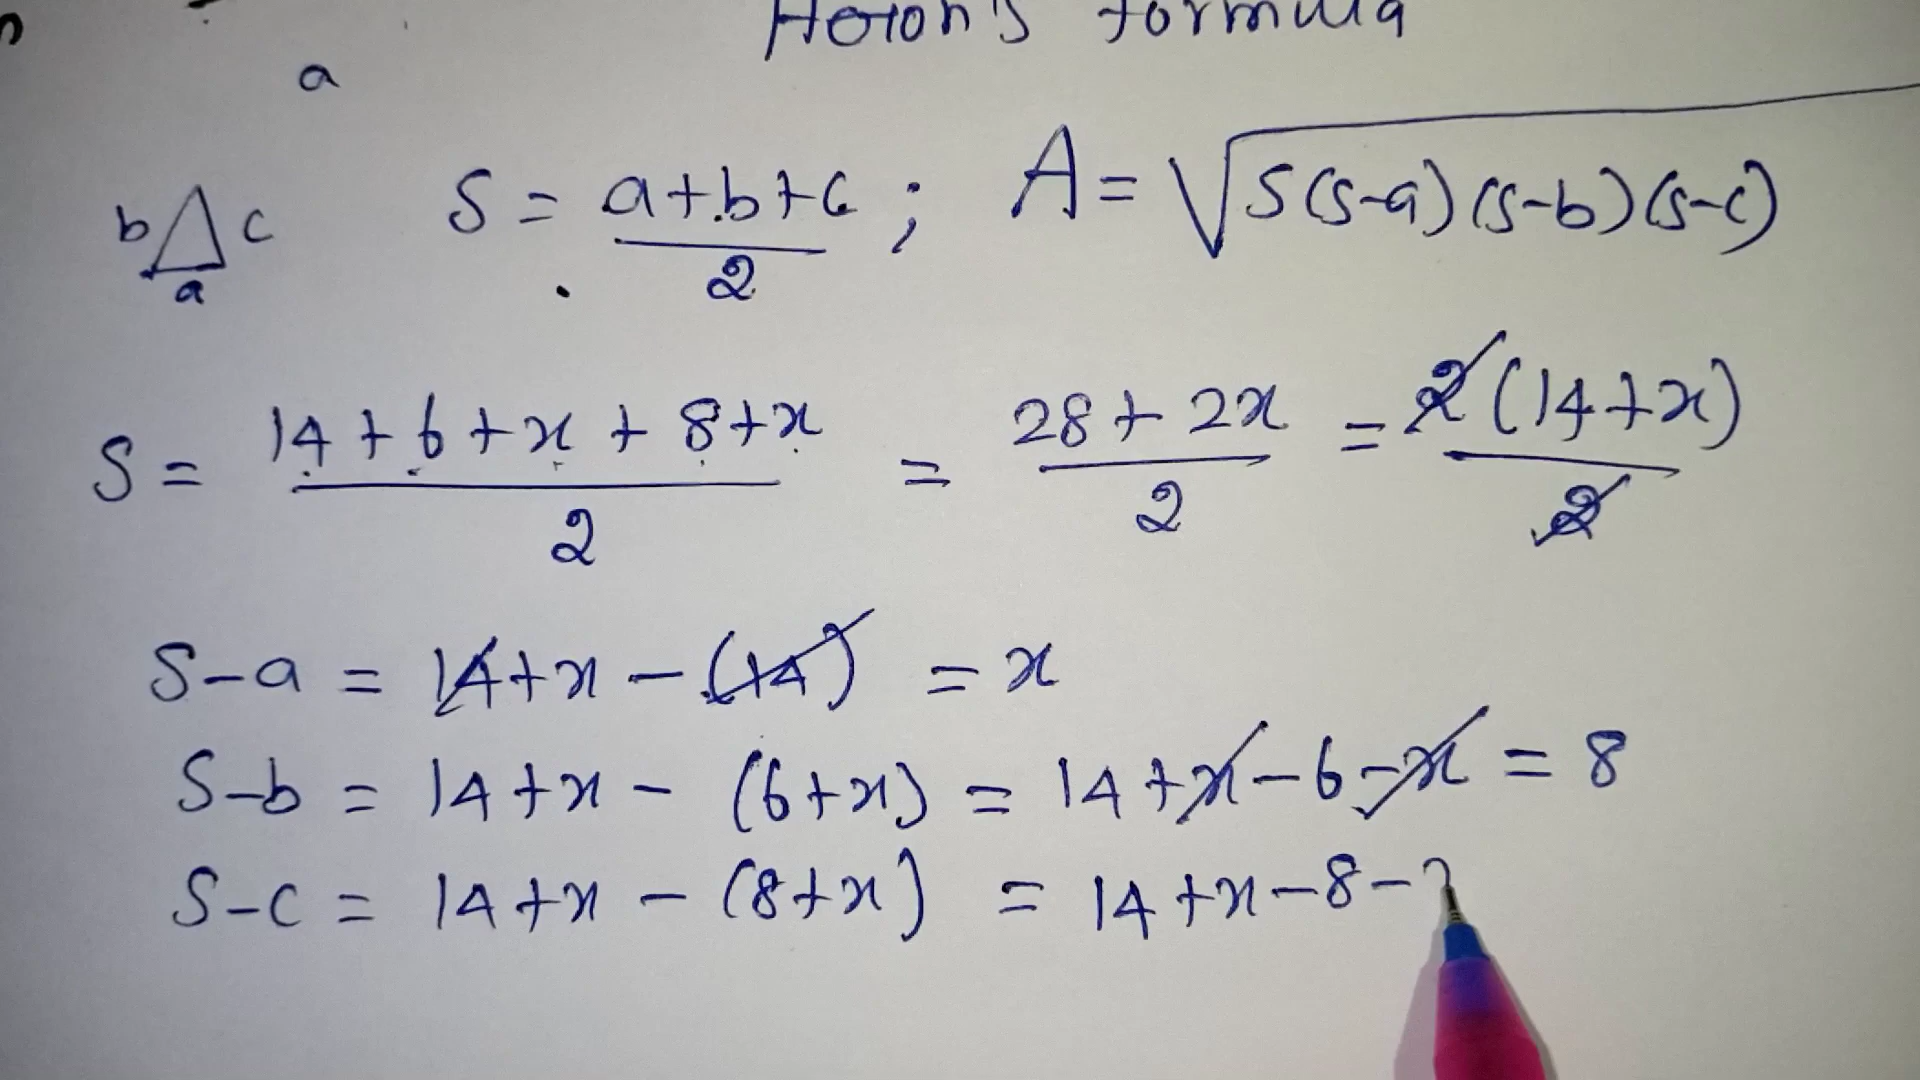 Heron's formula
a
b c S = a+b+c/2 ; A = √S(S-a)(S-b)(S-c)
a
S = 14+6+x+8+x/2 = 28+2x/2 = 2(14+x)/2
S-a = 14+x-(14) = x
S-b = 14+x - (6+x) = 14+x-6-x = 8
S-c = 14+x - (8+x) = 14+x-8-